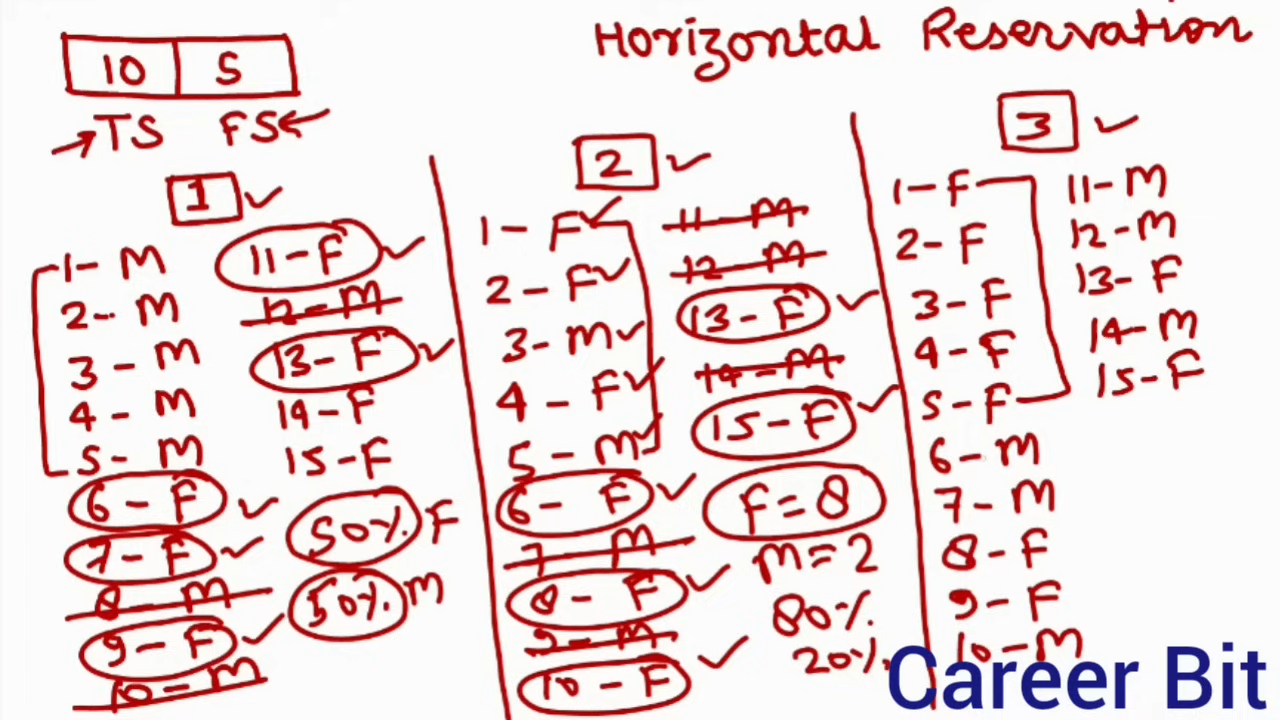 Horizontal Reservation
10 5
TS FS
1
1- M
2- M
3 - M
4 - M
5- M
6 - F
7 - F
8 - M
9 - F
10 - M
11 - F
12 - M
13 - F
14 - F
15 - F
50% F
50% M
2
1 - F
2 - F
3 - M
4 - F
5 - M
6 - F
7 - M
8 - F
9 - M
10 - F
11 - M
12 - M
13 - F
14 - M
15 - F
F = 8
M = 2
80%
20%
3
1 - F
2 - F
3 - F
4 - F
5 - F
6 - M
7 - M
8 - F
9 - F
10 - M
11 - M
12 - M
13 - F
14 - M
15 - F
Career Bit